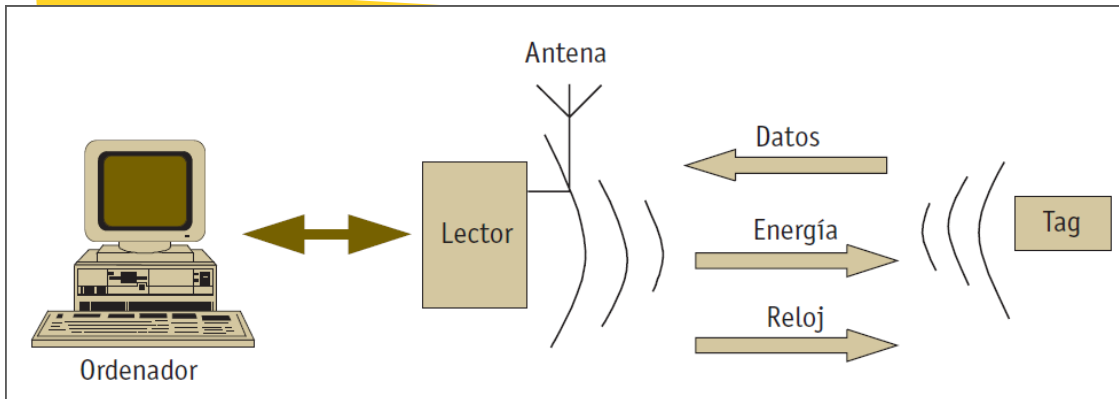 Antena
Datos
Lector
Energía
Tag
Reloj
Ordenador